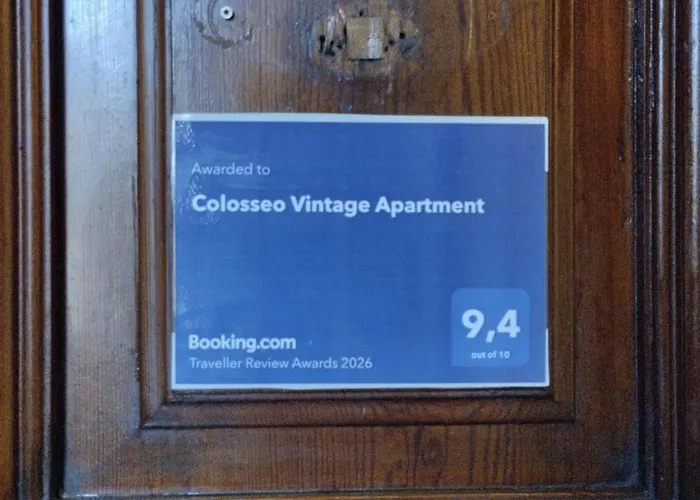 Awarded to
Colosseo Vintage Apartment
9,4
out of 10
Booking.com
Traveller Review Awards 2026